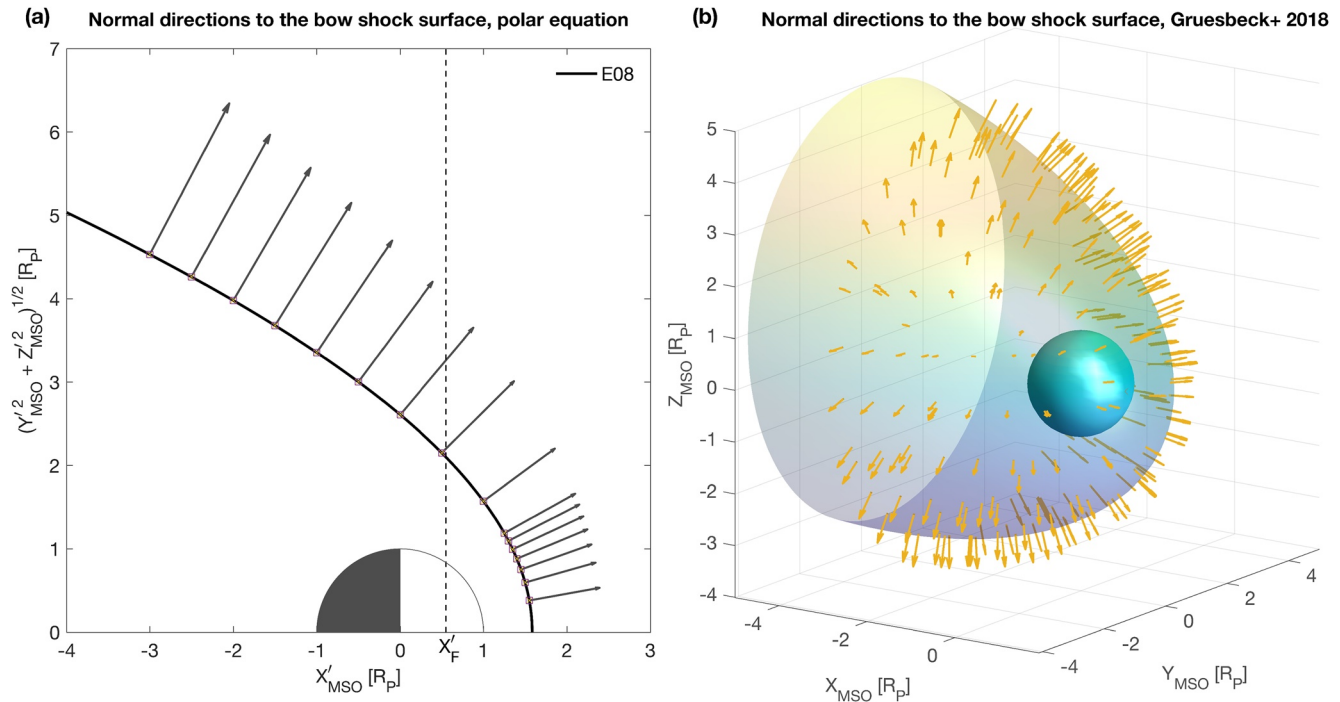 (a) Normal directions to the bow shock surface, polar equation
7
6
5
4
3
2
1
0
(Y′²MSO + Z′²MSO)^1/2 [RP]
E08
-4 -3 -2 -1 0 1 2 3
X′F
X′MSO [RP]
(b) Normal directions to the bow shock surface, Gruesbeck+ 2018
5
4
3
2
1
0
-1
-2
-3
-4
ZMSO [RP]
-4 -2 0
XMSO [RP]
-4 -2 0 2 4
YMSO [RP]